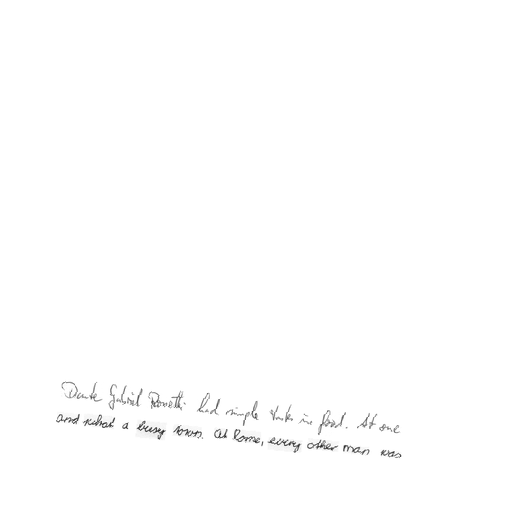 Dante Gabriel Rossetti had simple tastes in food. At one
and what a busy town. At home, every other man was